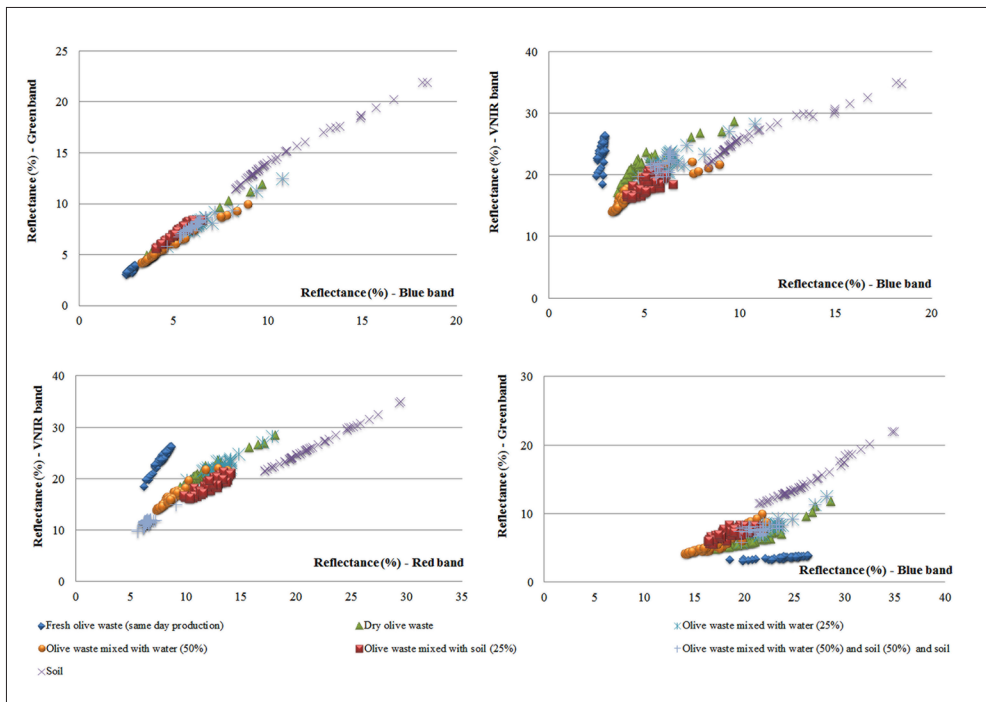 25
20
15
10
5
0
Reflectance (%) - Green band
Reflectance (%) - Blue band
0 5 10 15 20
40
30
20
10
0
Reflectance (%) - VNIR band
Reflectance (%) - Blue band
0 5 10 15 20
40
30
20
10
0
Reflectance (%) - VNIR band
Reflectance (%) - Red band
0 5 10 15 20 25 30 35
30
20
10
0
Reflectance (%) - Green band
Reflectance (%) - Blue band
0 5 10 15 20 25 30 35 40
Fresh olive waste (same day production) Dry olive waste Olive waste mixed with water (25%)
Olive waste mixed with water (50%) Olive waste mixed with soil (25%) Olive waste mixed with water (50%) and soil (50%) and soil
Soil